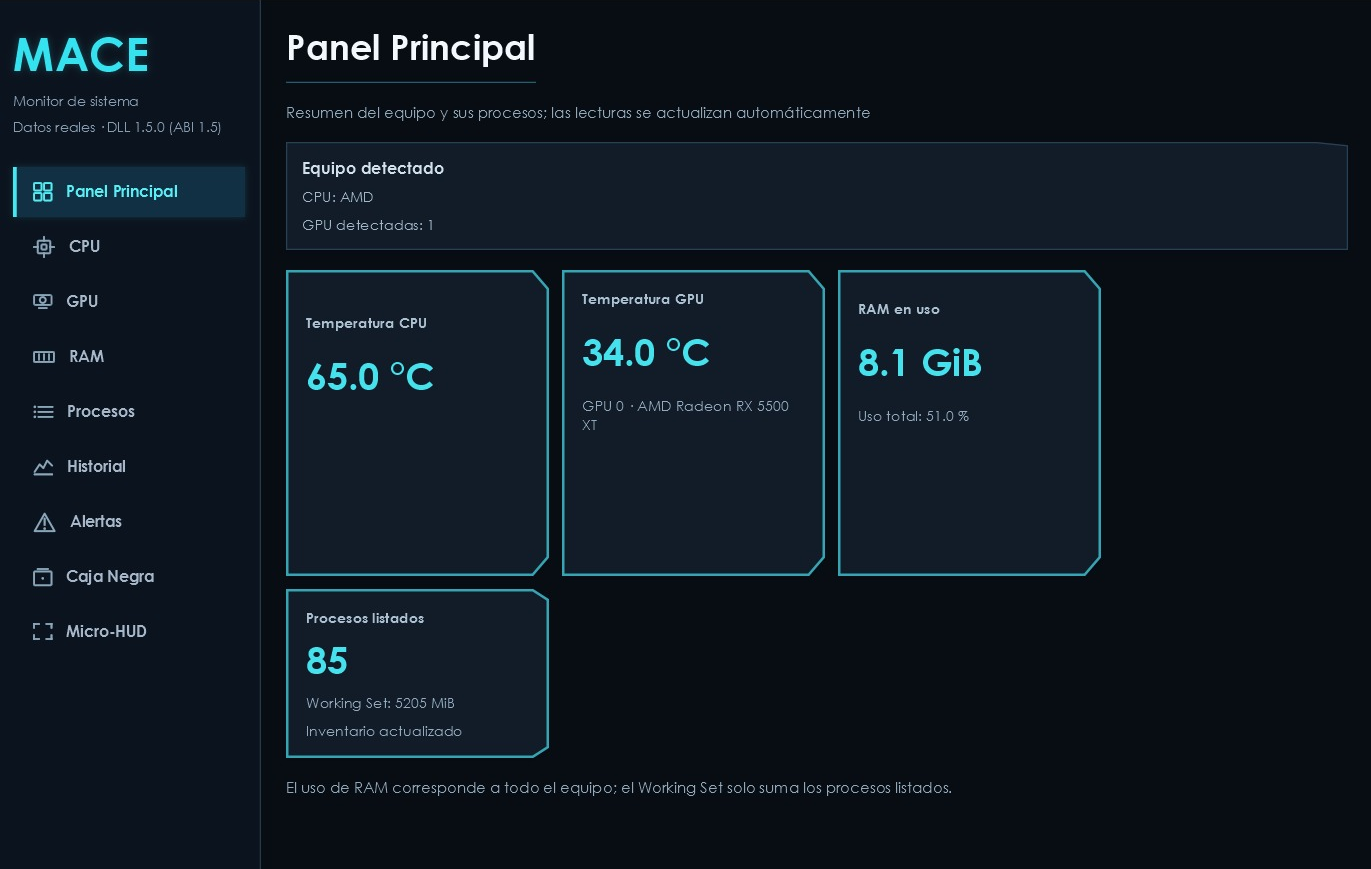 MACE
Monitor de sistema
Datos reales · DLL 1.5.0 (ABI 1.5)
Panel Principal
CPU
GPU
RAM
Procesos
Historial
Alertas
Caja Negra
Micro-HUD
Panel Principal
Resumen del equipo y sus procesos; las lecturas se actualizan automáticamente
Equipo detectado
CPU: AMD
GPU detectadas: 1
Temperatura CPU
65.0 °C
Temperatura GPU
34.0 °C
GPU 0 · AMD Radeon RX 5500
XT
RAM en uso
8.1 GiB
Uso total: 51.0 %
Procesos listados
85
Working Set: 5205 MiB
Inventario actualizado
El uso de RAM corresponde a todo el equipo; el Working Set solo suma los procesos listados.